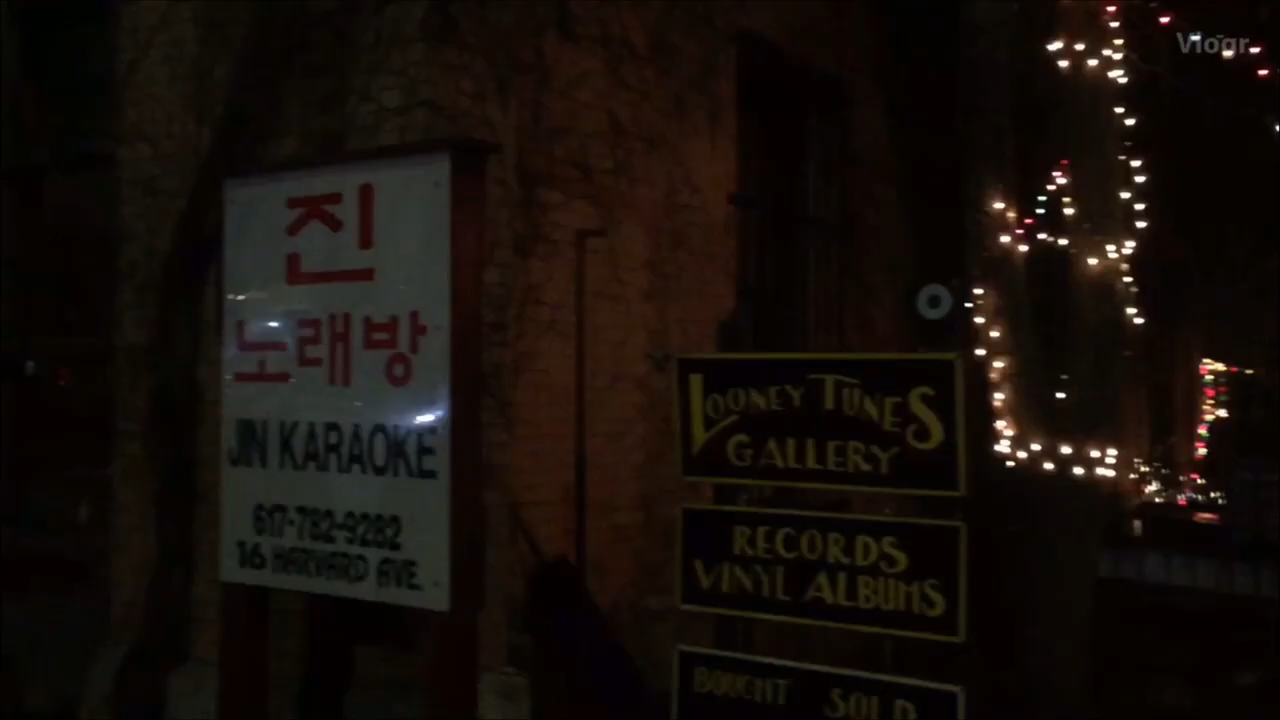 진
노래방
JIN KARAOKE
617-782-9282
16 HARVARD AVE.
LOONEY TUNES
GALLERY
RECORDS
VINYL ALBUMS
BOUGHT SOLD
Vlogr